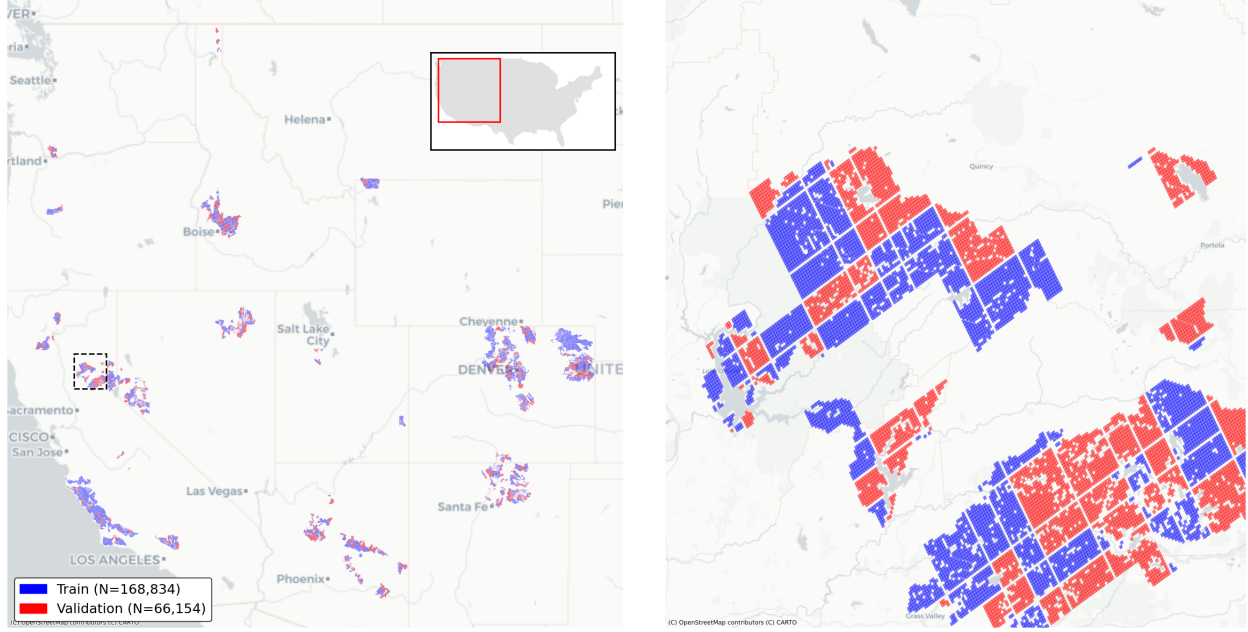 VER
ria
Seattle
Helena
rtland
Pier
Boise
Salt Lake
City
Cheyenne
DENVER
UNITE
Sacramento
CISCO
San Jose
Las Vegas
Santa Fe
LOS ANGELES
Phoenix
Train (N=168,834)
Validation (N=66,154)
(C) OpenStreetMap contributors (C) CARTO
Quincy
Portola
Grass Valley
(C) OpenStreetMap contributors (C) CARTO